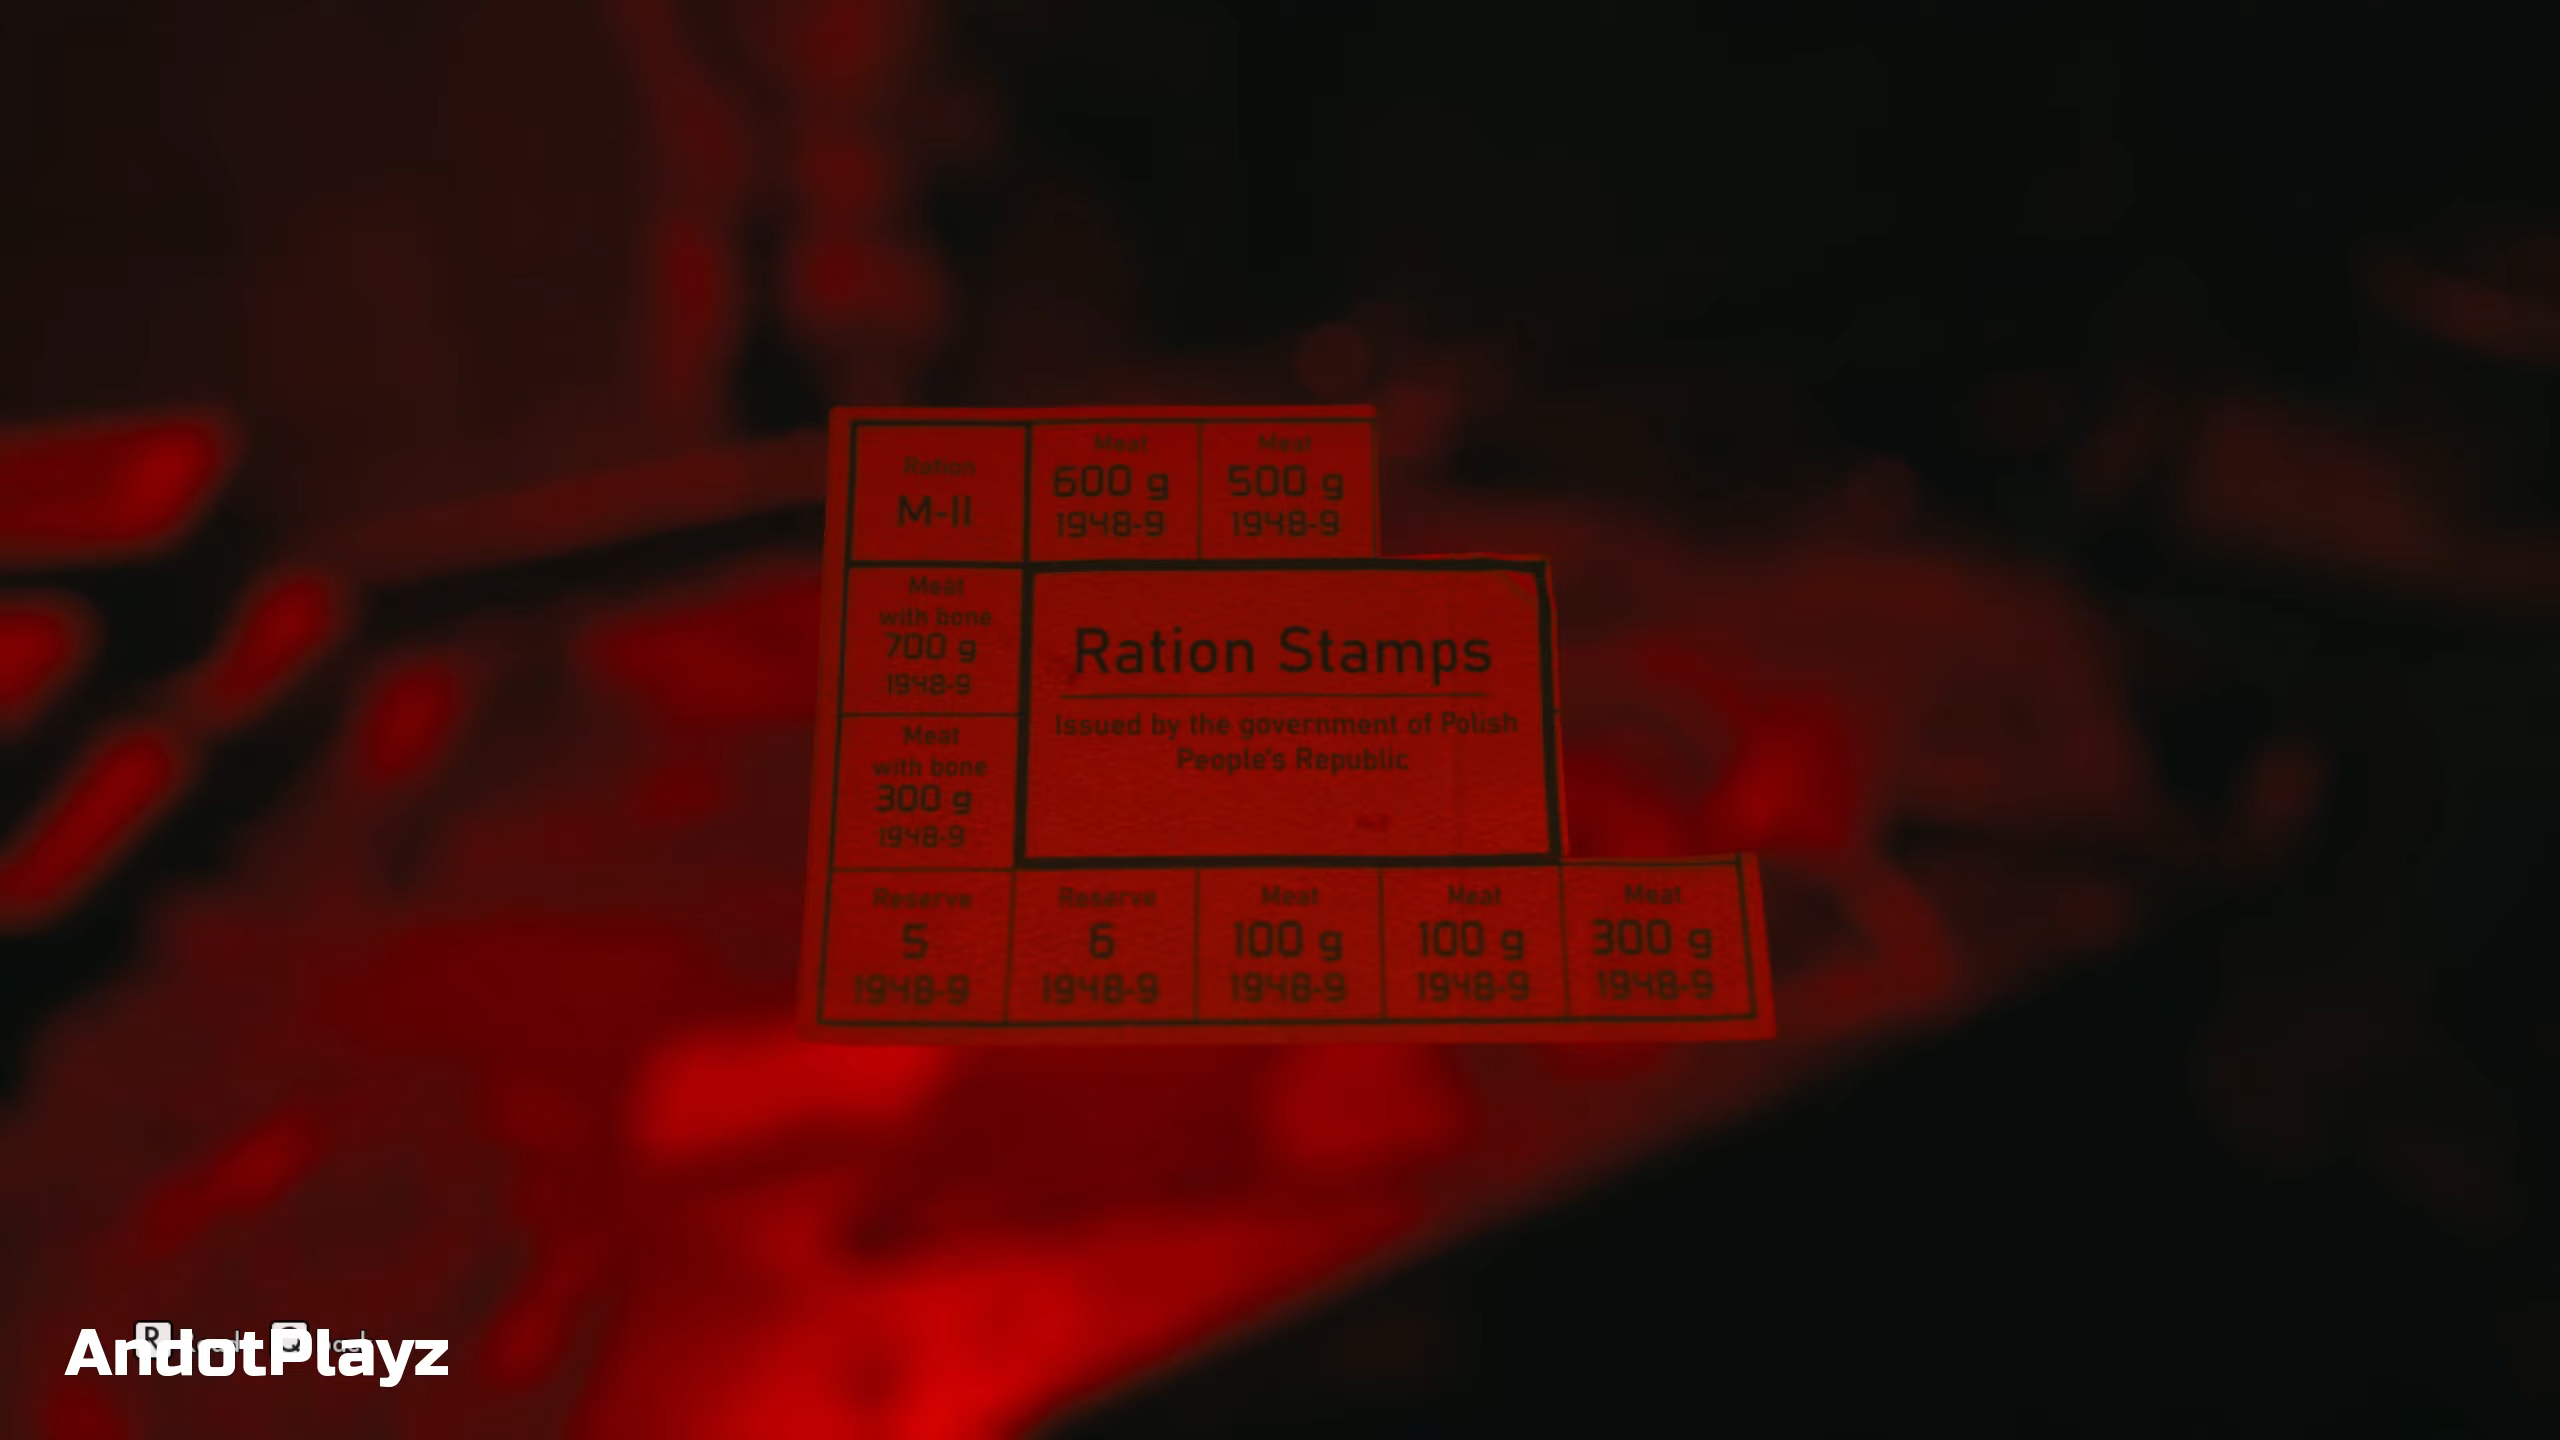 Ration
M-II
Meat
600 g
1948-9
Meat
500 g
1948-9
Meat
with bone
700 g
1948-9
Ration Stamps
Issued by the government of Polish
People's Republic
Meat
with bone
300 g
1948-9
Reserve
5
1948-9
Reserve
6
1948-9
Meat
100 g
1948-9
Meat
100 g
1948-9
Meat
300 g
1948-9
AndotPlayz